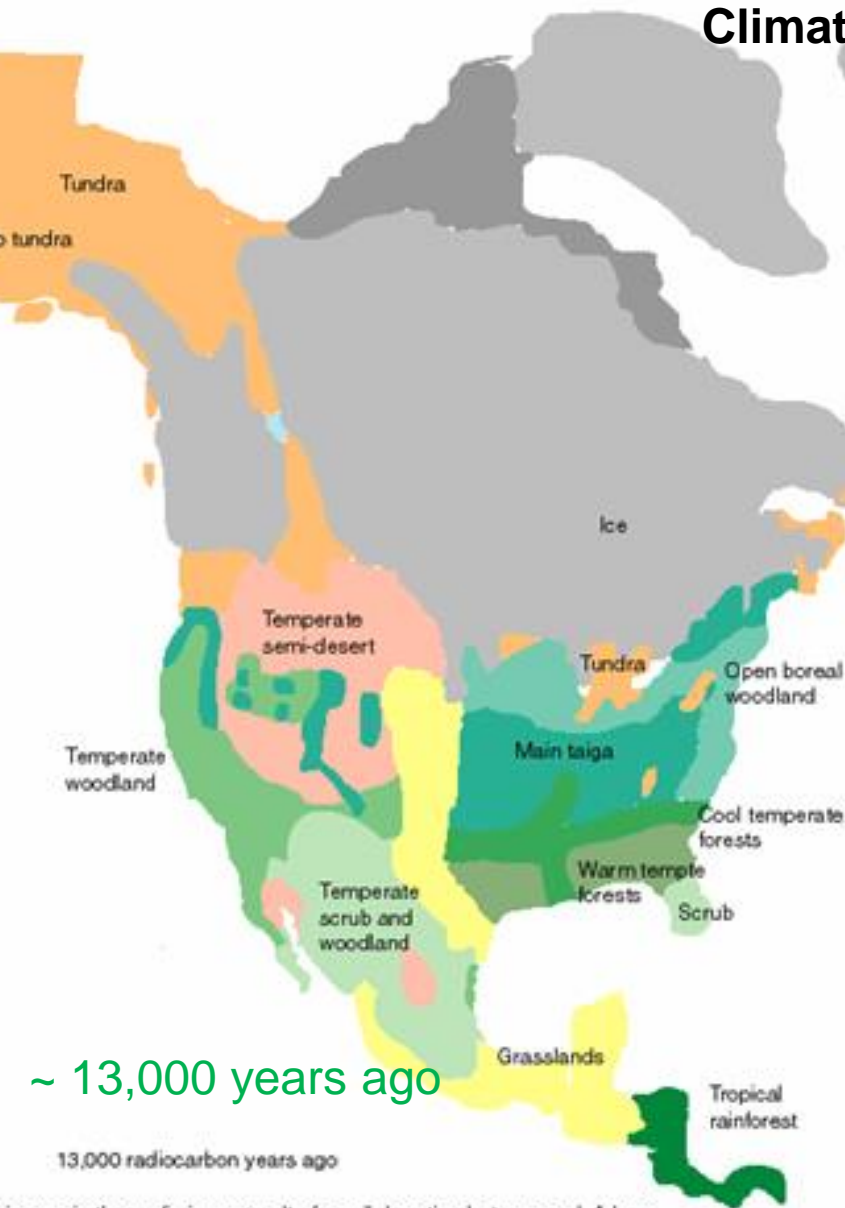 Climat
Tundra
o tundra
Ice
Temperate
semi-desert
Tundra
Open boreal
woodland
Main taiga
Temperate
woodland
Cool temperate
forests
Warm temple
forests
Temperate
scrub and
woodland
Scrub
Grasslands
~ 13,000 years ago
Tropical
rainforest
13,000 radiocarbon years ago